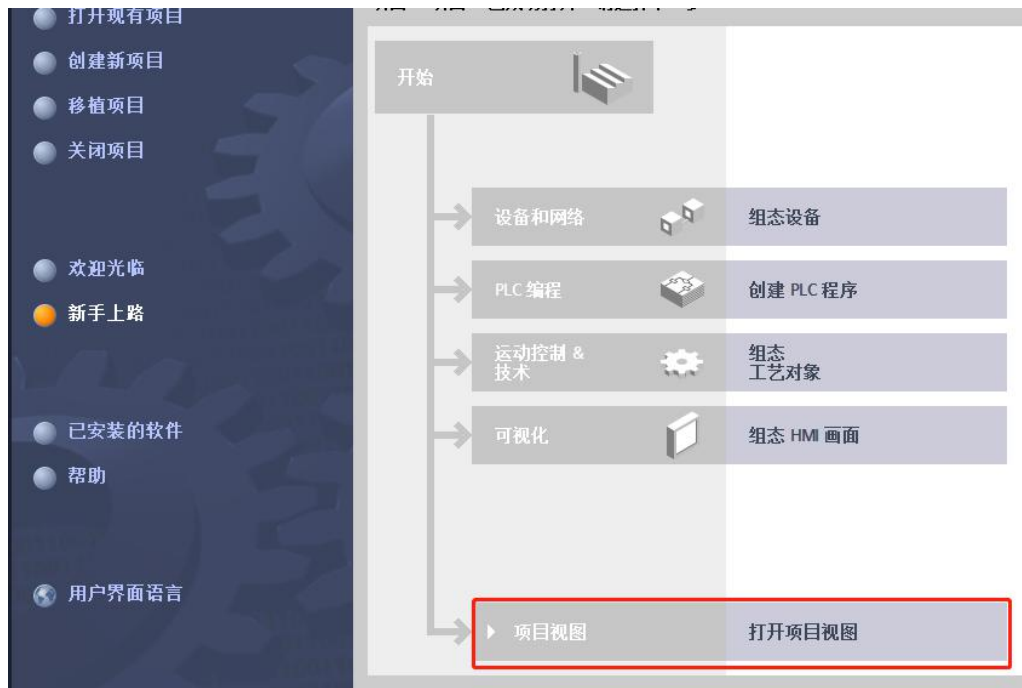 打开现有项目
创建新项目
移植项目
关闭项目
欢迎光临
新手上路
已安装的软件
帮助
用户界面语言
开始
设备和网络
组态设备
PLC 编程
创建 PLC 程序
运动控制 &
技术
组态
工艺对象
可视化
组态 HMI 画面
项目视图
打开项目视图